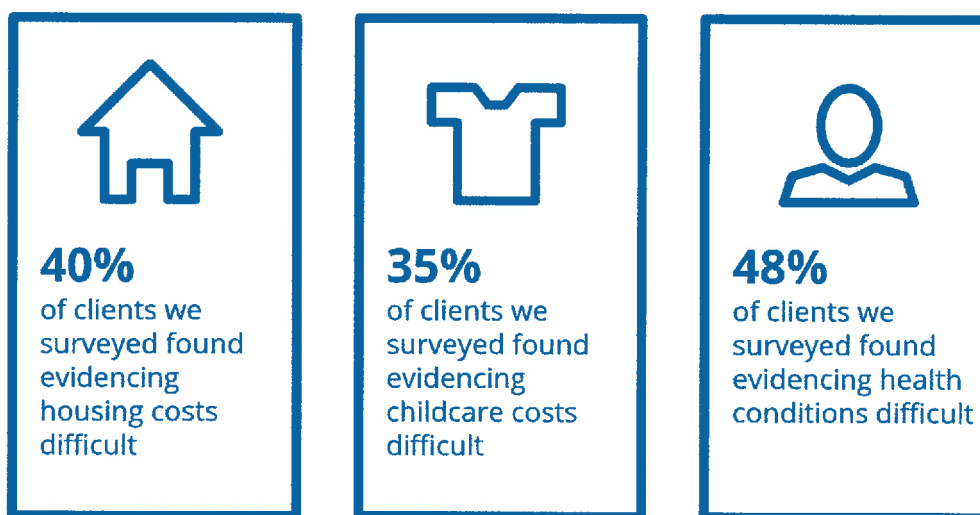 40%
of clients we
surveyed found
evidencing
housing costs
difficult
35%
of clients we
surveyed found
evidencing
childcare costs
difficult
48%
of clients we
surveyed found
evidencing health
conditions difficult